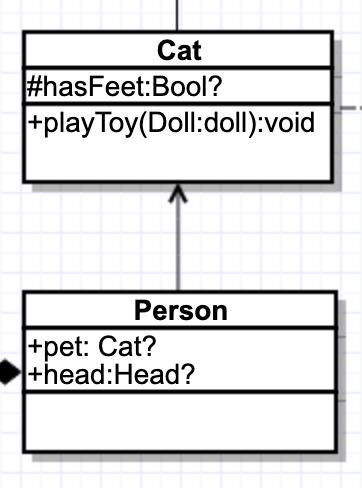 Cat
#hasFeet:Bool?
+playToy(Doll:doll):void
Person
+pet: Cat?
+head:Head?